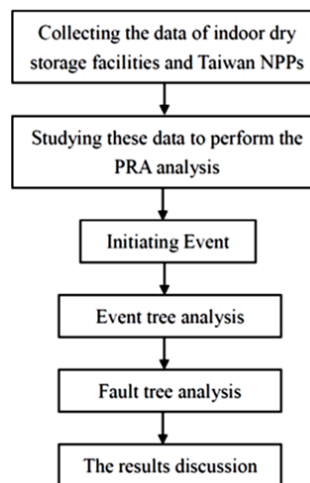 Collecting the data of indoor dry
storage facilities and Taiwan NPPs
Studying these data to perform the
PRA analysis
Initiating Event
Event tree analysis
Fault tree analysis
The results discussion